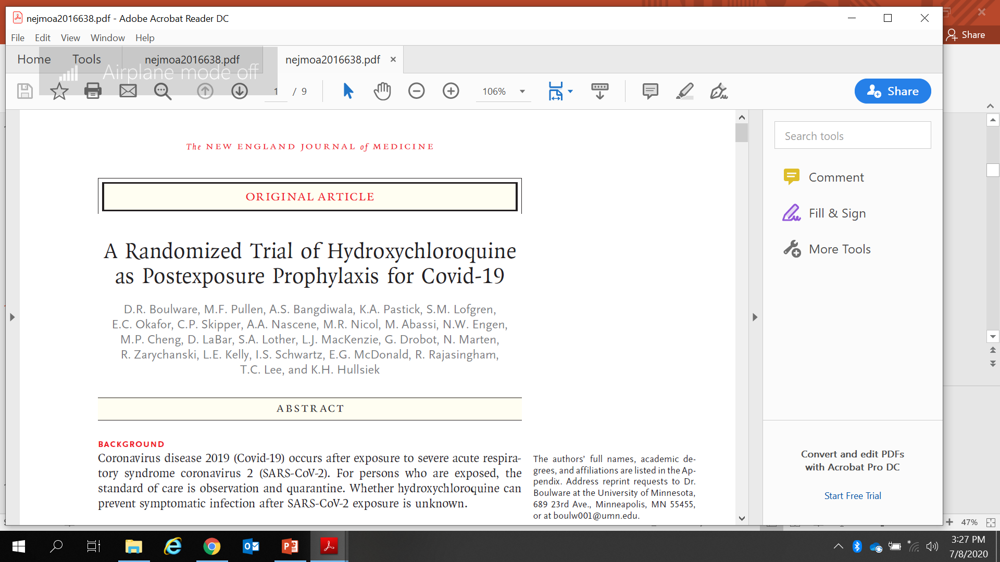 nejmoa2016638.pdf - Adobe Acrobat Reader DC
Share
File Edit View Window Help
Home Tools nejmoa2016638.pdf nejmoa2016638.pdf
Airplane mode off
1 / 9 106% Share
Search tools
Comment
Fill & Sign
More Tools
The NEW ENGLAND JOURNAL of MEDICINE
ORIGINAL ARTICLE
A Randomized Trial of Hydroxychloroquine
as Postexposure Prophylaxis for Covid-19
D.R. Boulware, M.F. Pullen, A.S. Bangdiwala, K.A. Pastick, S.M. Lofgren,
E.C. Okafor, C.P. Skipper, A.A. Nascene, M.R. Nicol, M. Abassi, N.W. Engen,
M.P. Cheng, D. LaBar, S.A. Lother, L.J. MacKenzie, G. Drobot, N. Marten,
R. Zarychanski, L.E. Kelly, I.S. Schwartz, E.G. McDonald, R. Rajasingham,
T.C. Lee, and K.H. Hullsiek
ABSTRACT
BACKGROUND
Coronavirus disease 2019 (Covid-19) occurs after exposure to severe acute respira-
tory syndrome coronavirus 2 (SARS-CoV-2). For persons who are exposed, the
standard of care is observation and quarantine. Whether hydroxychloroquine can
prevent symptomatic infection after SARS-CoV-2 exposure is unknown.
The authors' full names, academic de-
grees, and affiliations are listed in the Ap-
pendix. Address reprint requests to Dr.
Boulware at the University of Minnesota,
689 23rd Ave., Minneapolis, MN 55455,
or at boulw001@umn.edu.
Convert and edit PDFs
with Acrobat Pro DC
Start Free Trial
47%
3:27 PM
7/8/2020